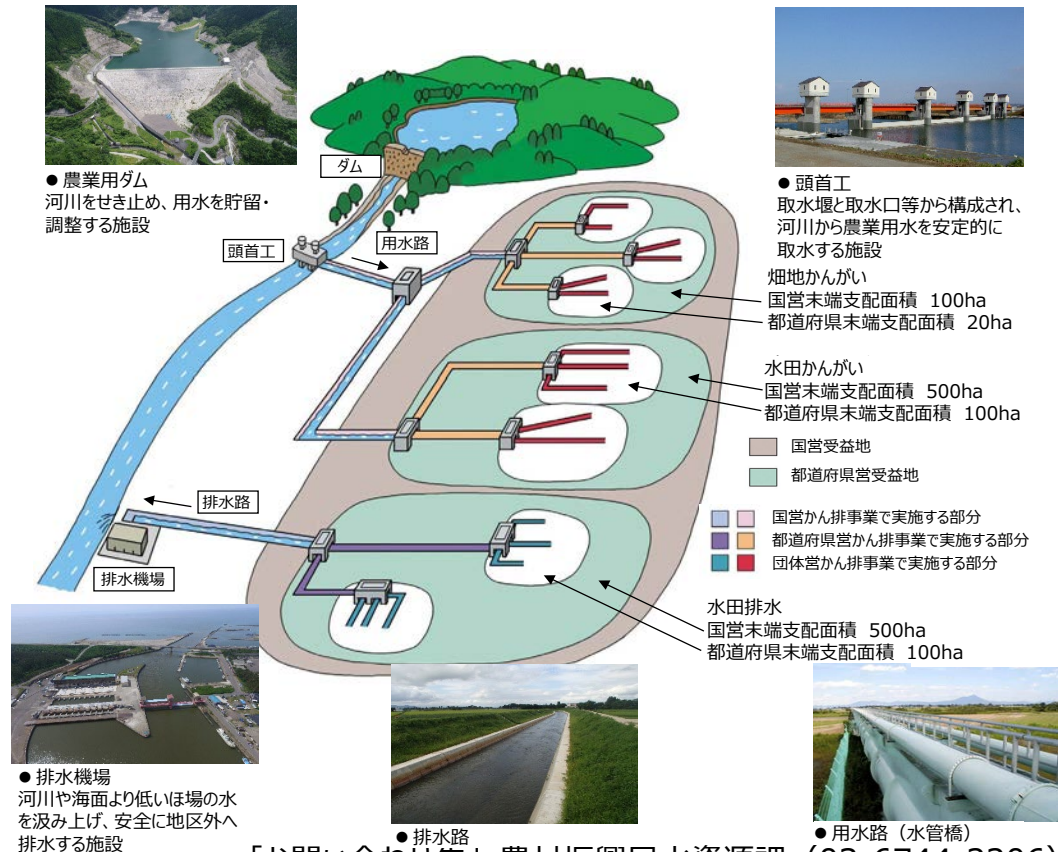 ● 農業用ダム
河川をせき止め、用水を貯留・
調整する施設
● 頭首工
取水堰と取水口等から構成され、
河川から農業用水を安定的に
取水する施設
ダム
頭首工
用水路
畑地かんがい
国営末端支配面積 100ha
都道府県末端支配面積 20ha
水田かんがい
国営末端支配面積 500ha
都道府県末端支配面積 100ha
国営受益地
都道府県営受益地
国営かん排事業で実施する部分
都道府県営かん排事業で実施する部分
団体営かん排事業で実施する部分
排水路
排水機場
水田排水
国営末端支配面積 500ha
都道府県末端支配面積 100ha
● 排水機場
河川や海面より低いほ場の水
を汲み上げ、安全に地区外へ
排水する施設
● 排水路
● 用水路（水管橋）